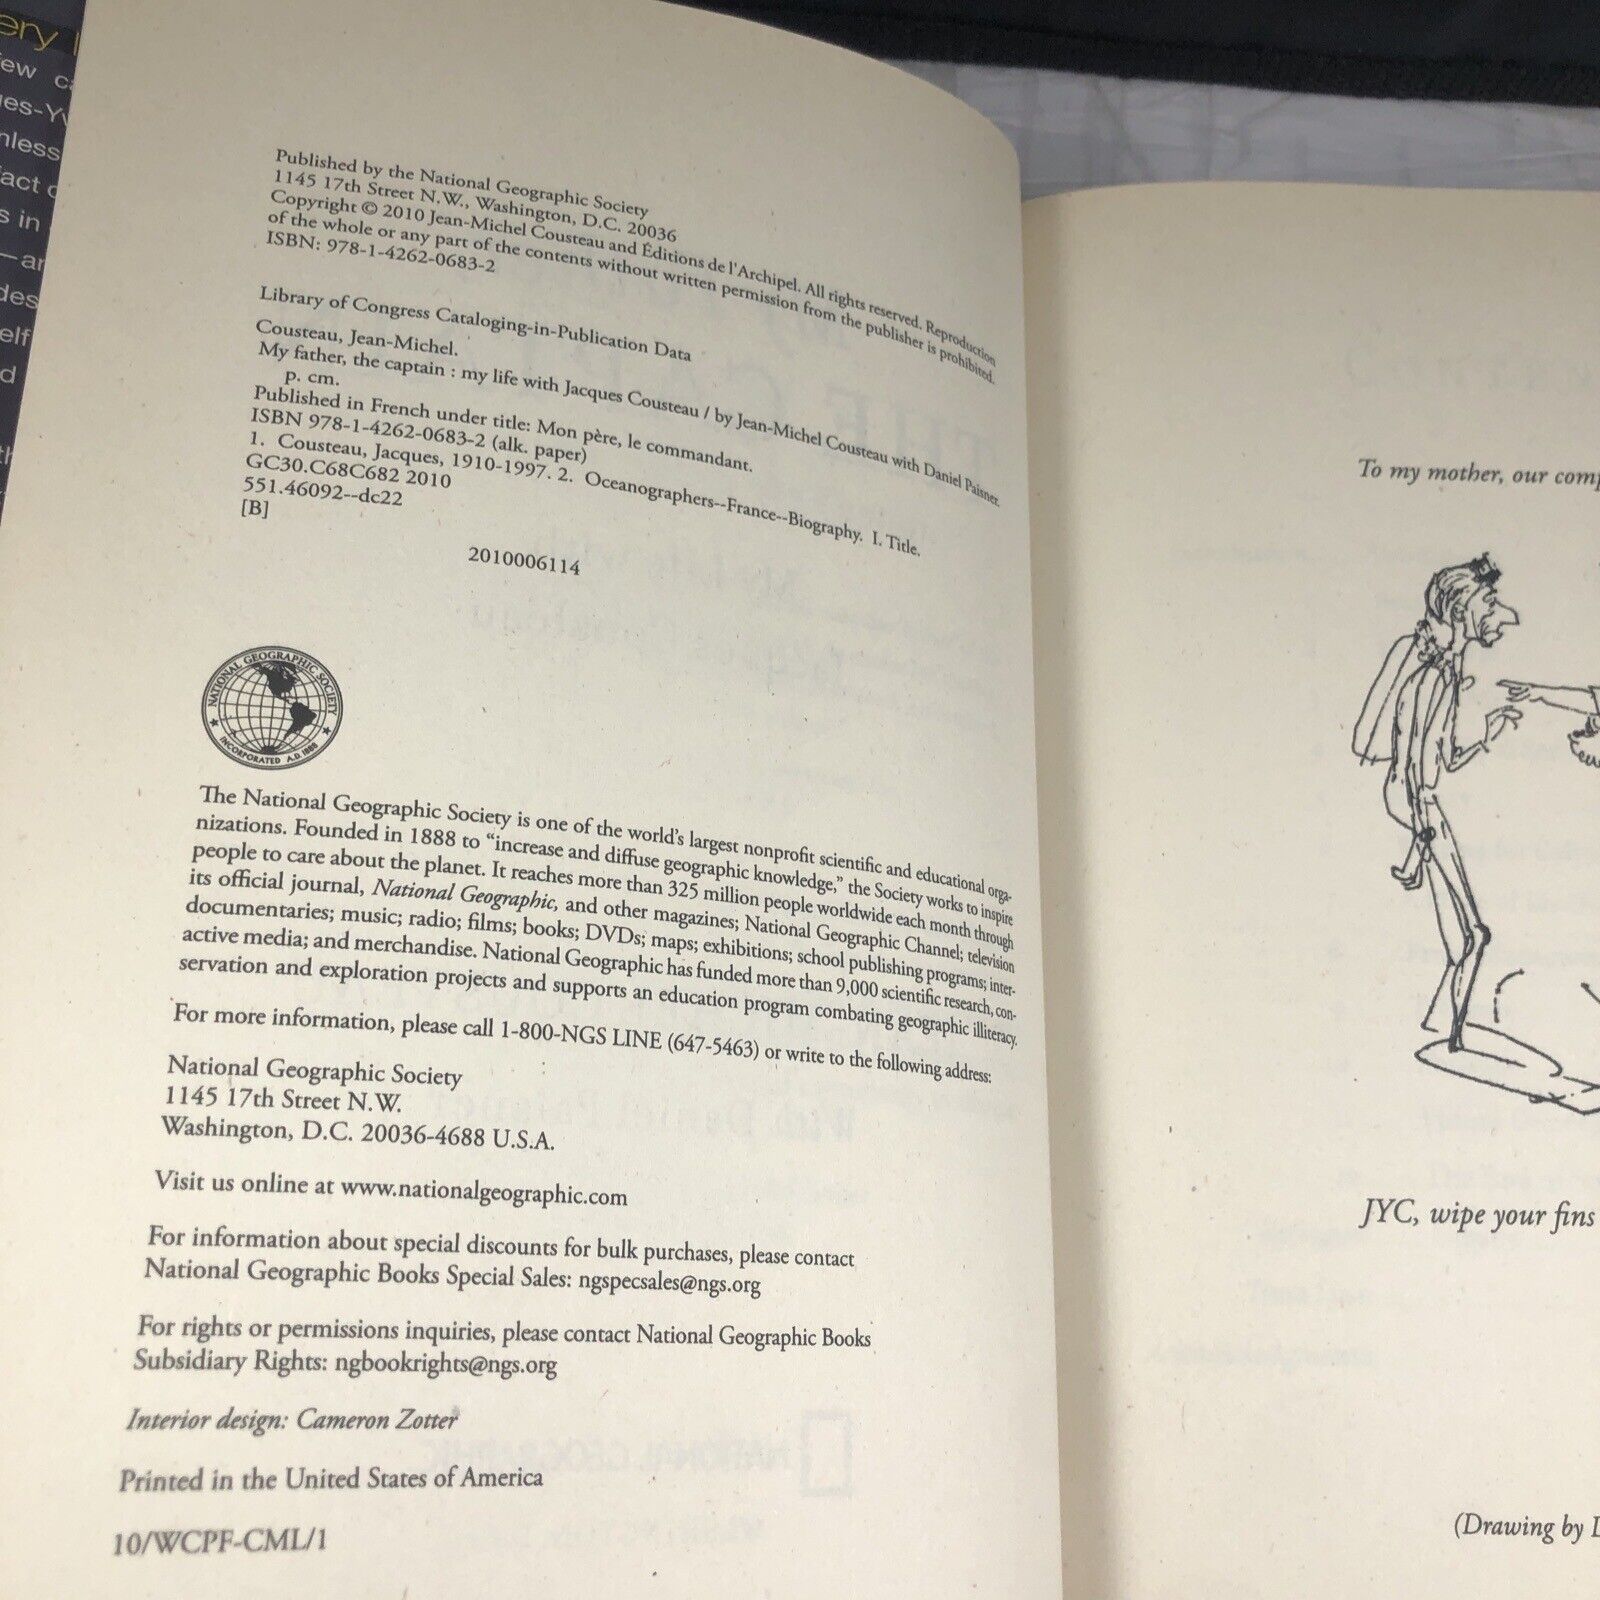 ery
few
ues-Yv
nless
act
s in
—ar
des
elf
d
Published by the National Geographic Society
1145 17th Street N.W., Washington, D.C. 20036
Copyright © 2010 Jean-Michel Cousteau and Éditions de l'Archipel. All rights reserved. Reproduction
of the whole or any part of the contents without written permission from the publisher is prohibited.
ISBN: 978-1-4262-0683-2
Library of Congress Cataloging-in-Publication Data
Cousteau, Jean-Michel.
My father, the captain : my life with Jacques Cousteau / by Jean-Michel Cousteau with Daniel Paisner.
p. cm.
Published in French under title: Mon père, le commandant.
ISBN 978-1-4262-0683-2 (alk. paper)
1. Cousteau, Jacques, 1910-1997. 2. Oceanographers--France--Biography. I. Title.
GC30.C68C682 2010
551.46092--dc22
[B]
2010006114
NATIONAL GEOGRAPHIC SOCIETY
INCORPORATED A.D. 1888
The National Geographic Society is one of the world's largest nonprofit scientific and educational orga-
nizations. Founded in 1888 to "increase and diffuse geographic knowledge," the Society works to inspire
people to care about the planet. It reaches more than 325 million people worldwide each month through
its official journal, National Geographic, and other magazines; National Geographic Channel; television
documentaries; music; radio; films; books; DVDs; maps; exhibitions; school publishing programs; inter-
active media; and merchandise. National Geographic has funded more than 9,000 scientific research, con-
servation and exploration projects and supports an education program combating geographic illiteracy.
For more information, please call 1-800-NGS LINE (647-5463) or write to the following address:
National Geographic Society
1145 17th Street N.W.
Washington, D.C. 20036-4688 U.S.A.
Visit us online at www.nationalgeographic.com
For information about special discounts for bulk purchases, please contact
National Geographic Books Special Sales: ngspecsales@ngs.org
For rights or permissions inquiries, please contact National Geographic Books
Subsidiary Rights: ngbookrights@ngs.org
Interior design: Cameron Zotter
Printed in the United States of America
10/WCPF-CML/1
To my mother, our comp
JYC, wipe your fins
(Drawing by